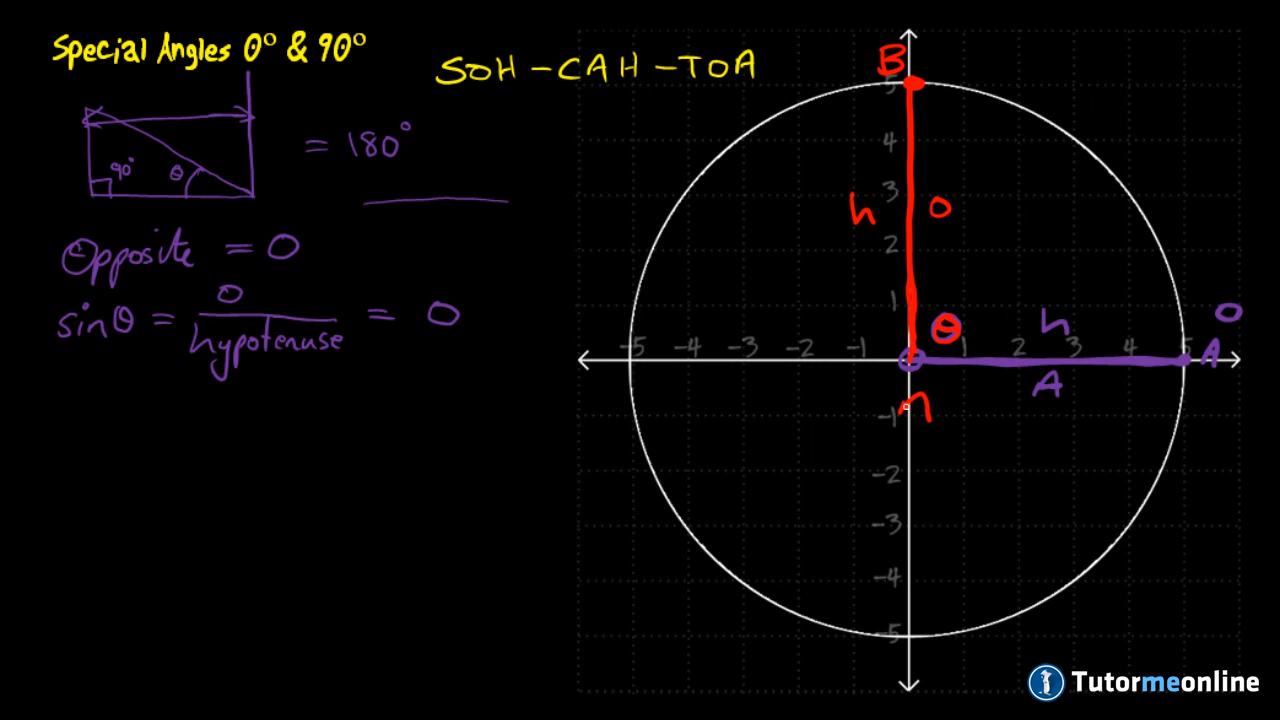 Special Angles 0° & 90°
SOH - CAH - TOA
= 180°
90°
θ
Opposite = 0
sinθ = 0 / hypotenuse = 0
B
5
4
3
2
1
h
O
θ
h
O
-5 -4 -3 -2 -1 1 2 3 4 5
A
A
-1
-2
-3
-4
-5
Tutormeonline